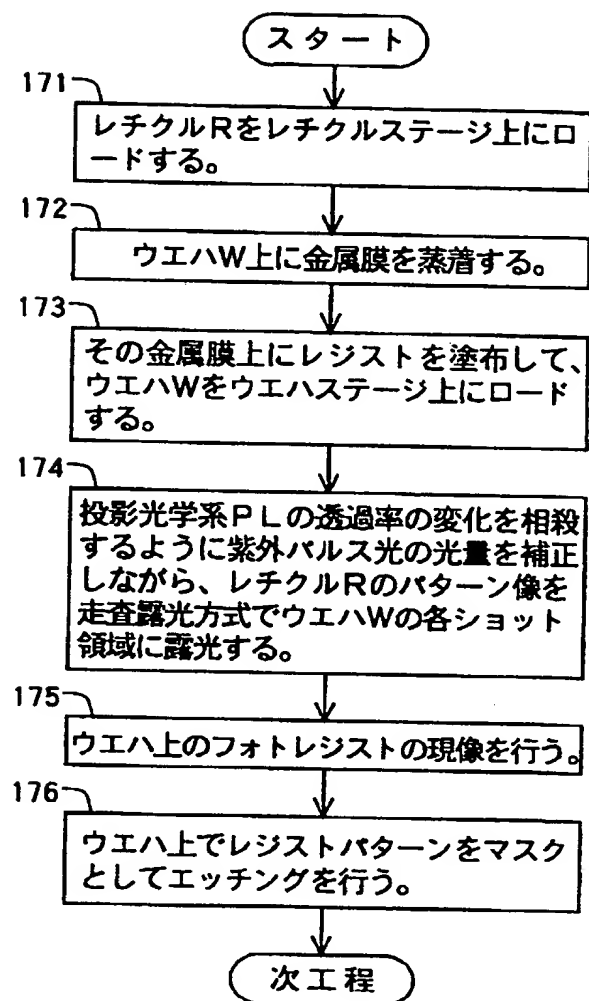 スタート
171
レチクルRをレチクルステージ上にロ
ードする。
172
ウエハW上に金属膜を蒸着する。
173
その金属膜上にレジストを塗布して、
ウエハWをウエハステージ上にロード
する。
174
投影光学系PLの透過率の変化を相殺
するように紫外パルス光の光量を補正
しながら、レチクルRのパターン像を
走査露光方式でウエハWの各ショット
領域に露光する。
175
ウエハ上のフォトレジストの現像を行う。
176
ウエハ上でレジストパターンをマスク
としてエッチングを行う。
次工程